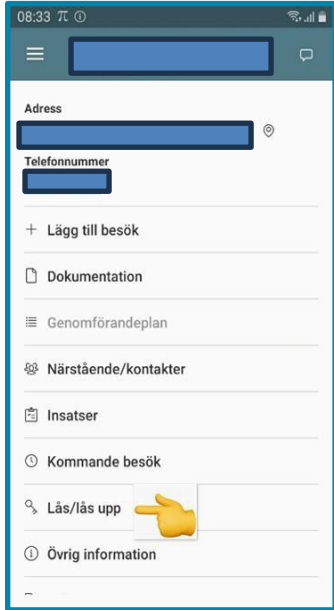 08:33 π
Adress
Telefonnummer
Lägg till besök
Dokumentation
Genomförandeplan
Närstående/kontakter
Insatser
Kommande besök
Lås/lås upp
Övrig information